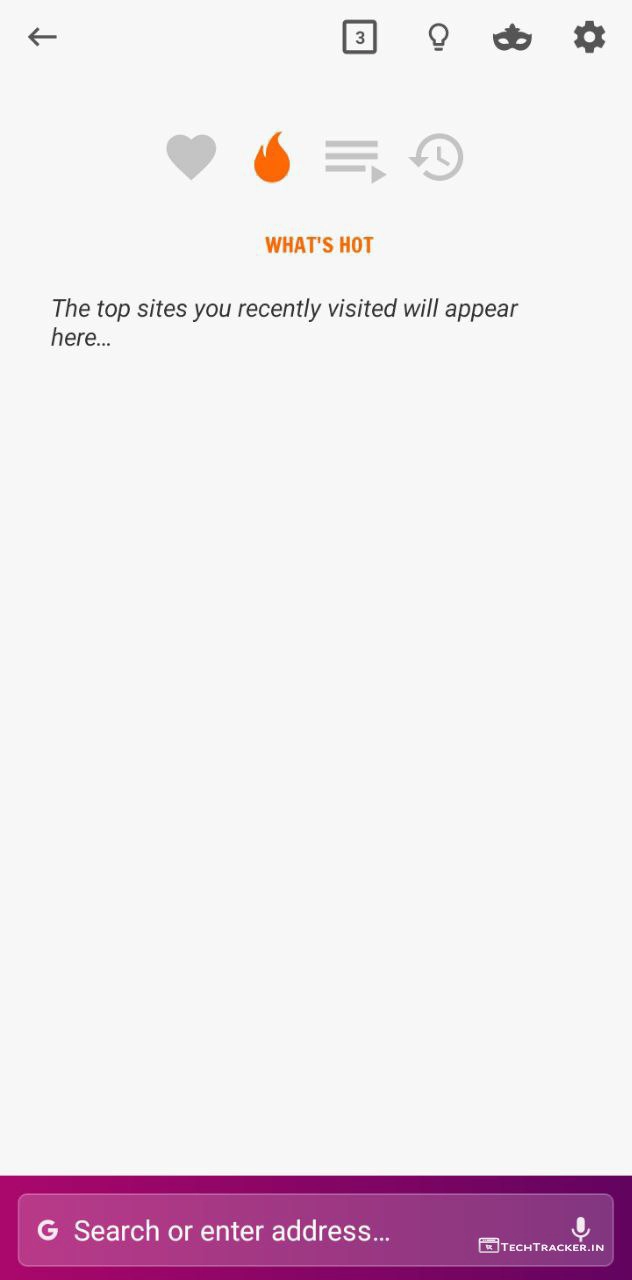 3
WHAT'S HOT
The top sites you recently visited will appear
here...
G Search or enter address...
TECHTRACKER.IN